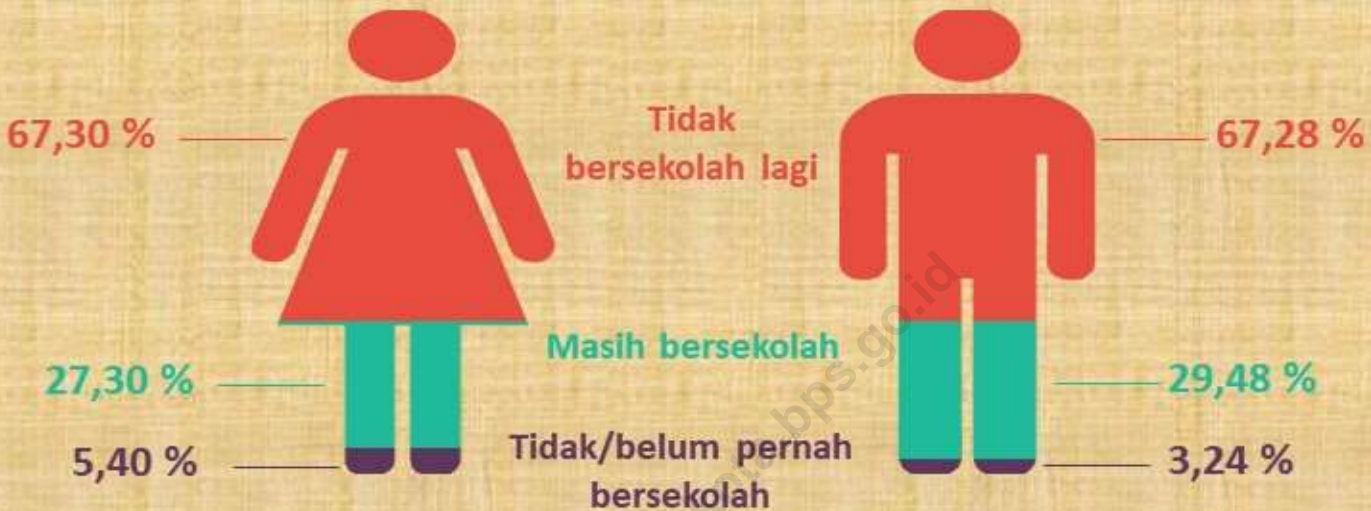 67,30 %
Tidak
bersekolah lagi
67,28 %
Masih bersekolah
27,30 %
29,48 %
5,40 %
Tidak/belum pernah
bersekolah
3,24 %
bps.go.id